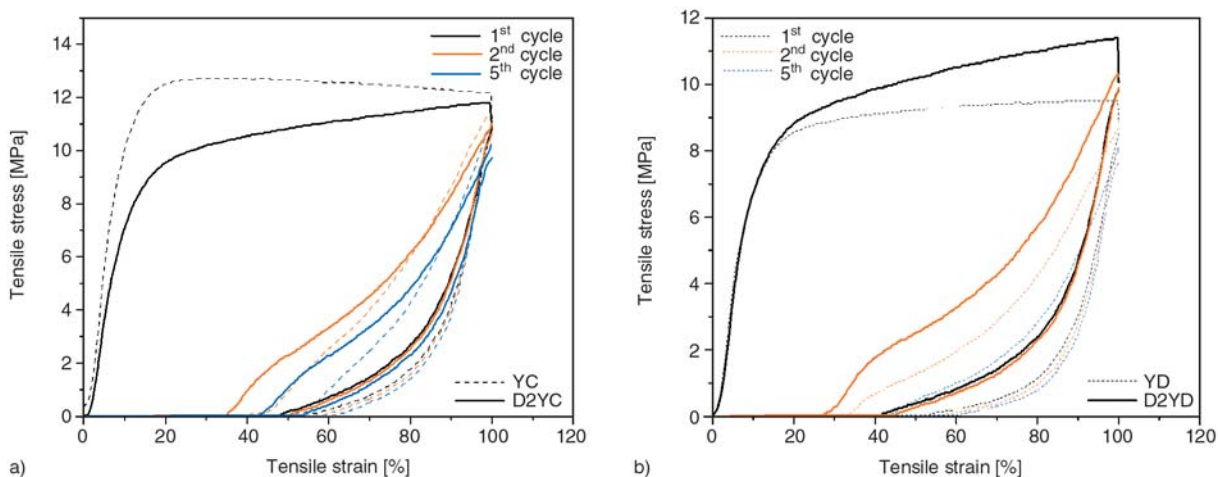 14
12
10
8
6
4
2
0
Tensile stress [MPa]
1st cycle
2nd cycle
5th cycle
YC
D2YC
0 20 40 60 80 100 120
Tensile strain [%]
a)
12
10
8
6
4
2
0
Tensile stress [MPa]
1st cycle
2nd cycle
5th cycle
YD
D2YD
0 20 40 60 80 100 120
Tensile strain [%]
b)